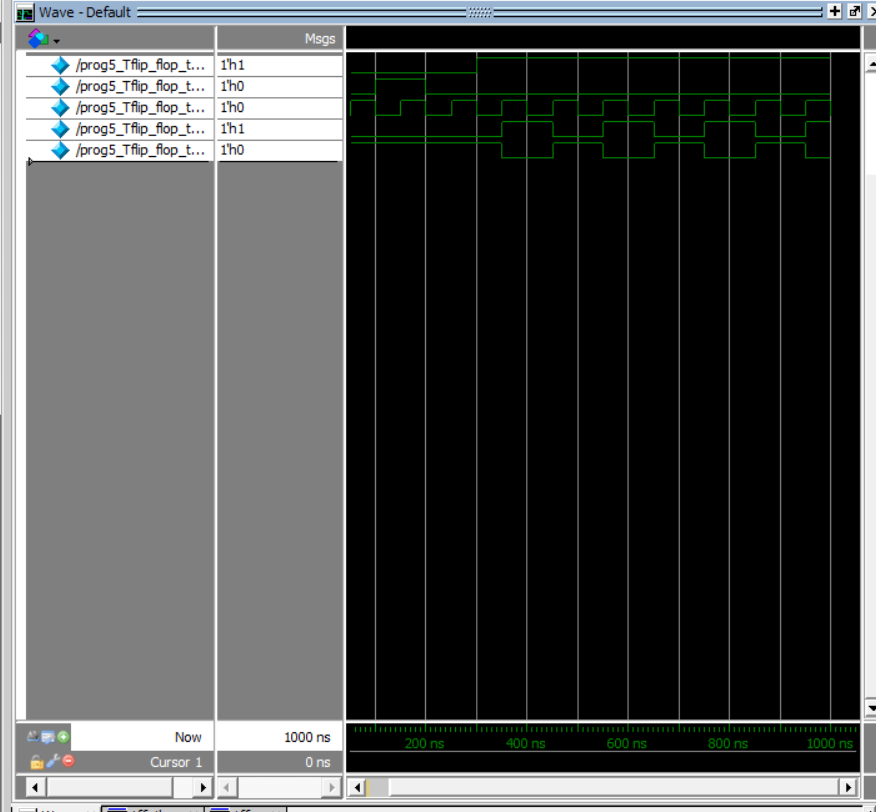 Wave - Default
Msgs
/prog5_Tflip_flop_t... 1'h1
/prog5_Tflip_flop_t... 1'h0
/prog5_Tflip_flop_t... 1'h0
/prog5_Tflip_flop_t... 1'h1
/prog5_Tflip_flop_t... 1'h0
Now 1000 ns
200 ns 400 ns 600 ns 800 ns 1000 ns
Cursor 1 0 ns